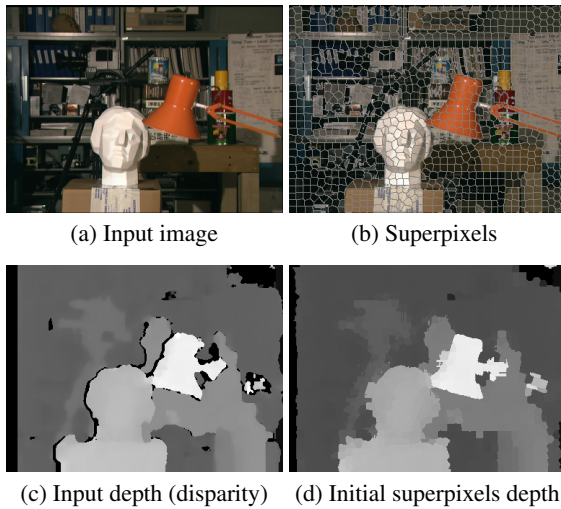 (a) Input image
(b) Superpixels
(c) Input depth (disparity)
(d) Initial superpixels depth